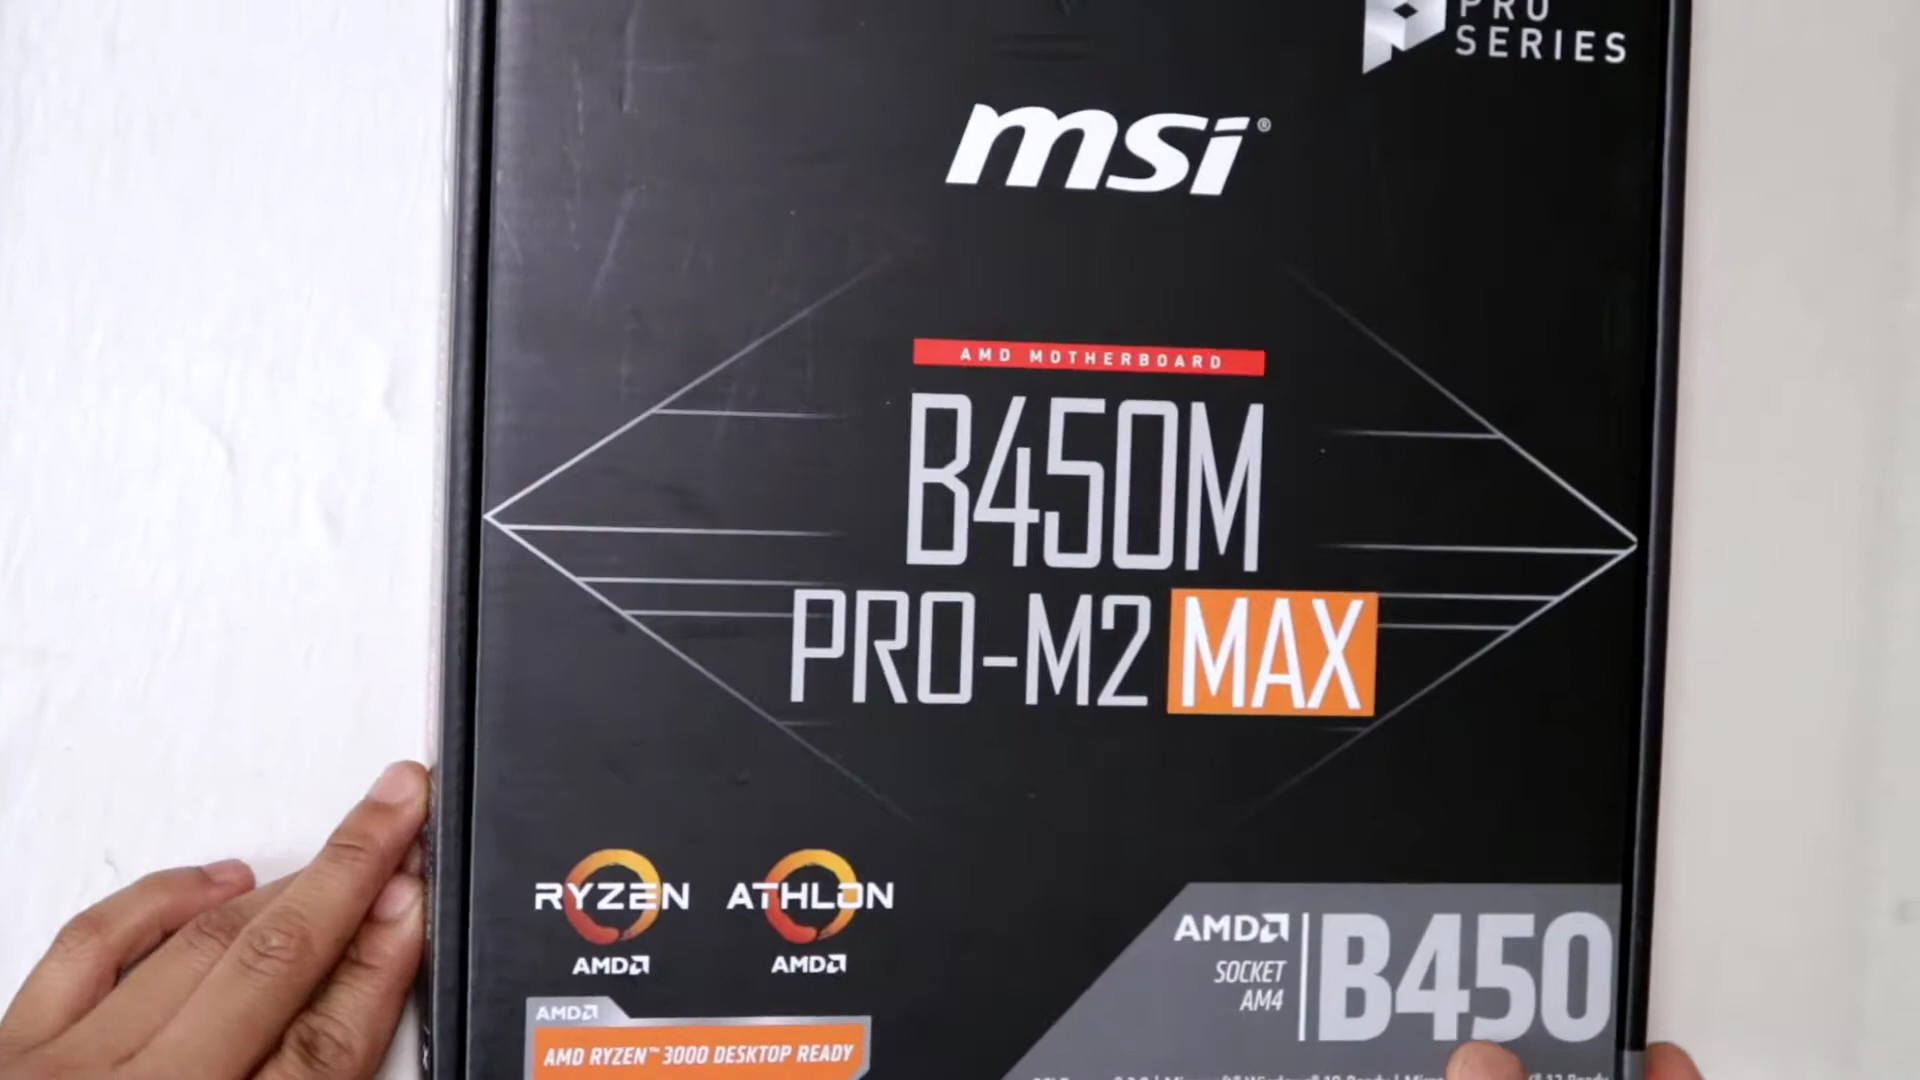 PRO
SERIES
msi®
AMD MOTHERBOARD
B450M
PRO-M2 MAX
RYZEN
AMD
ATHLON
AMD
AMD
SOCKET
AM4
B450
AMD
AMD RYZEN™ 3000 DESKTOP READY